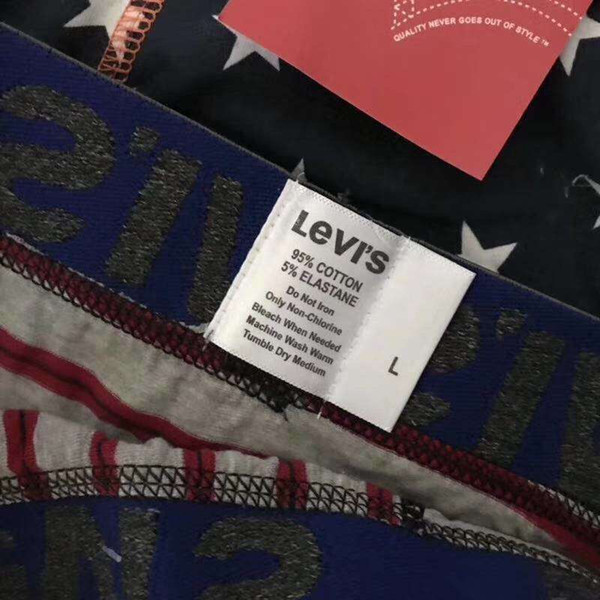 QUALITY NEVER GOES OUT OF STYLE™
Levi's
95% COTTON
5% ELASTANE
Do Not Iron
Only Non-Chlorine
Bleach When Needed
Machine Wash Warm
Tumble Dry Medium
L